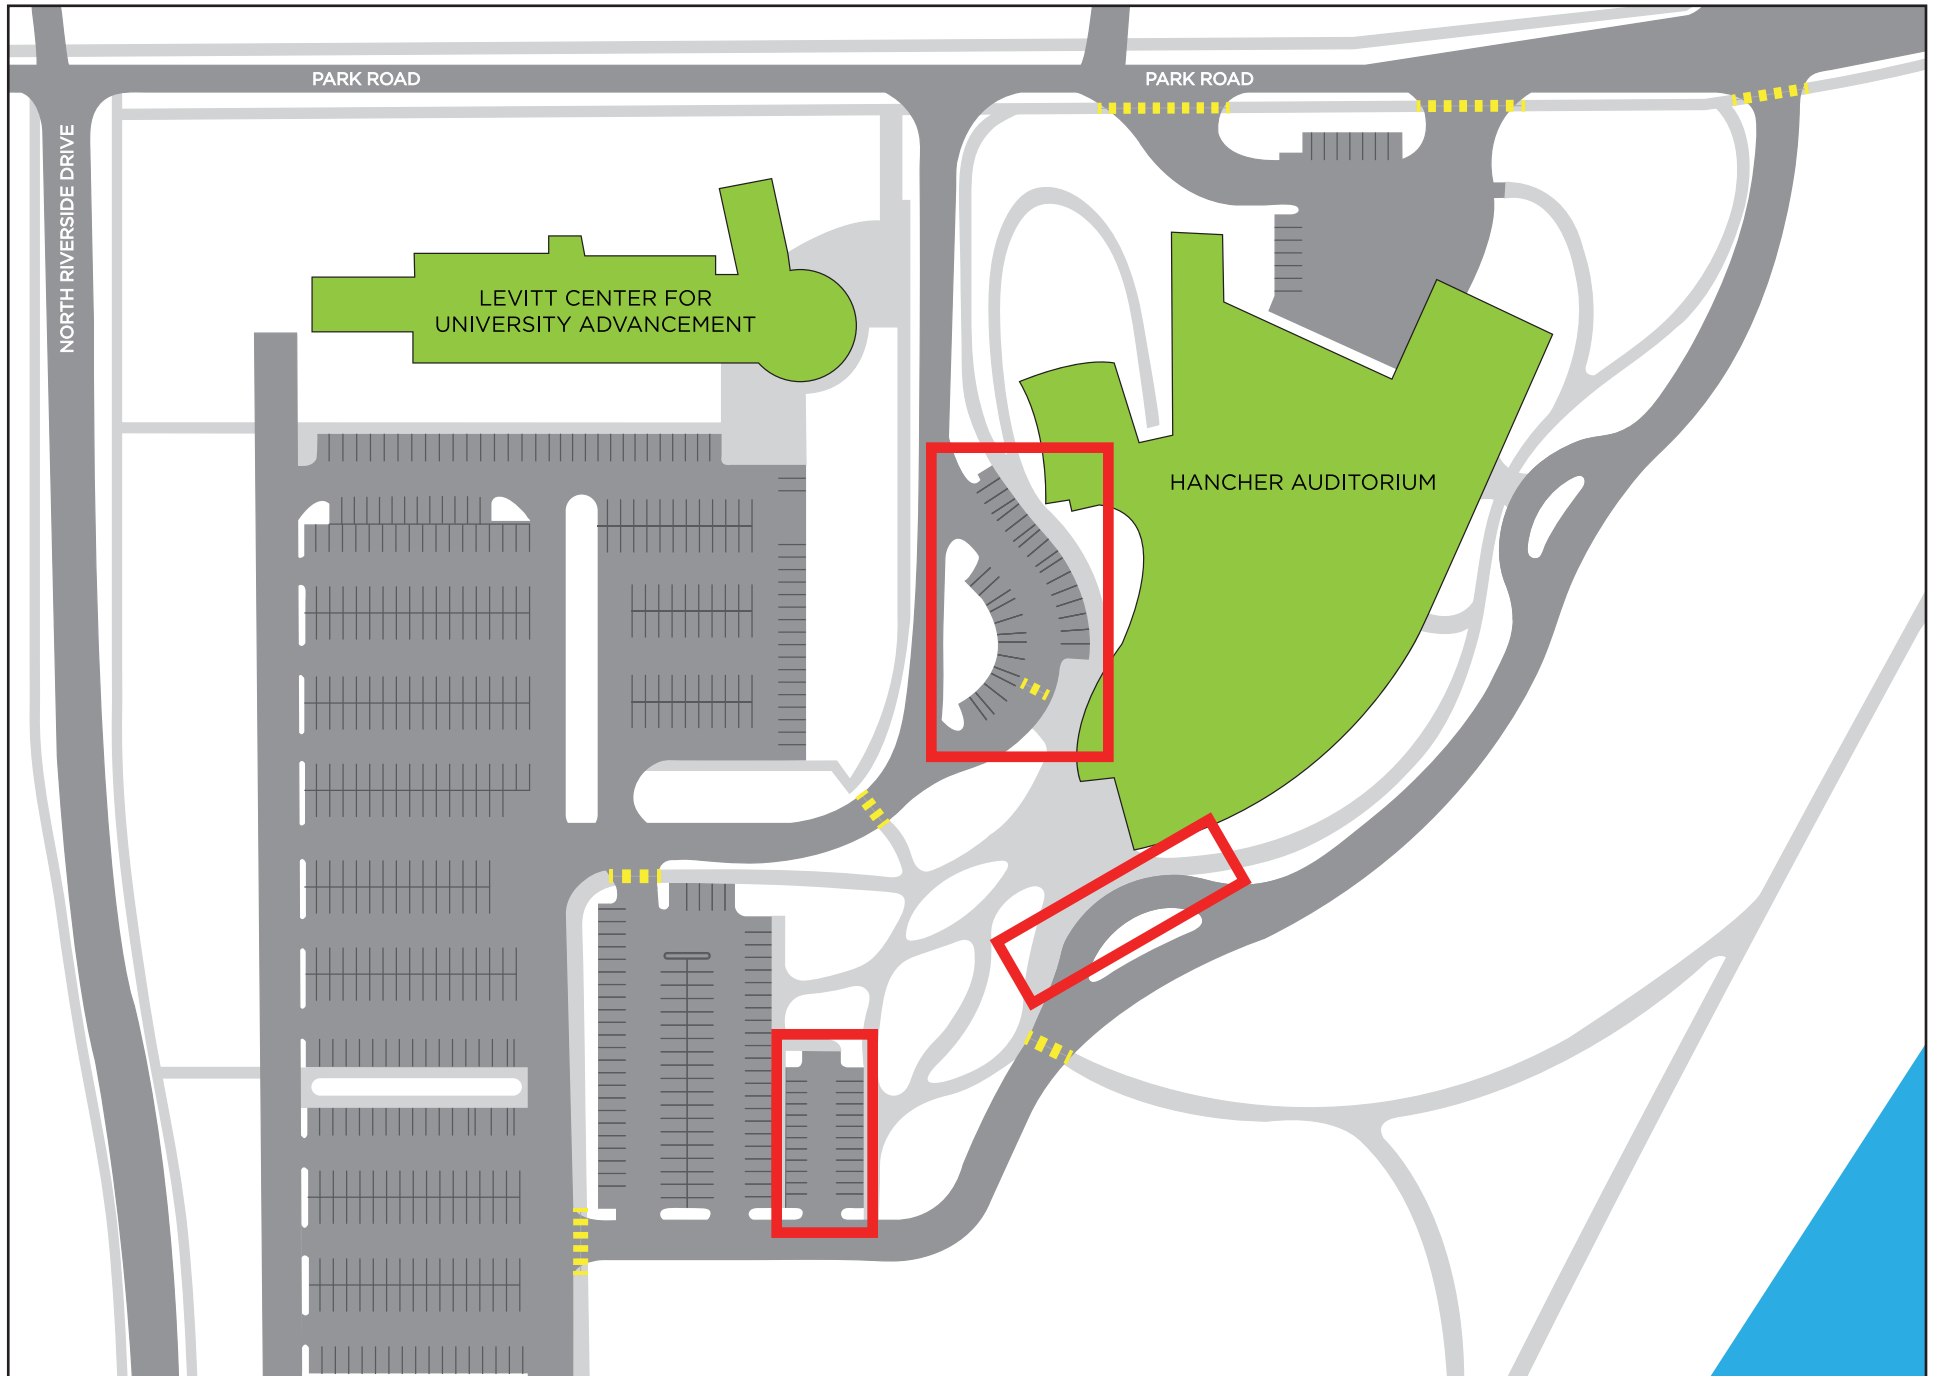 PARK ROAD
PARK ROAD
NORTH RIVERSIDE DRIVE
LEVITT CENTER FOR
UNIVERSITY ADVANCEMENT
HANCHER AUDITORIUM